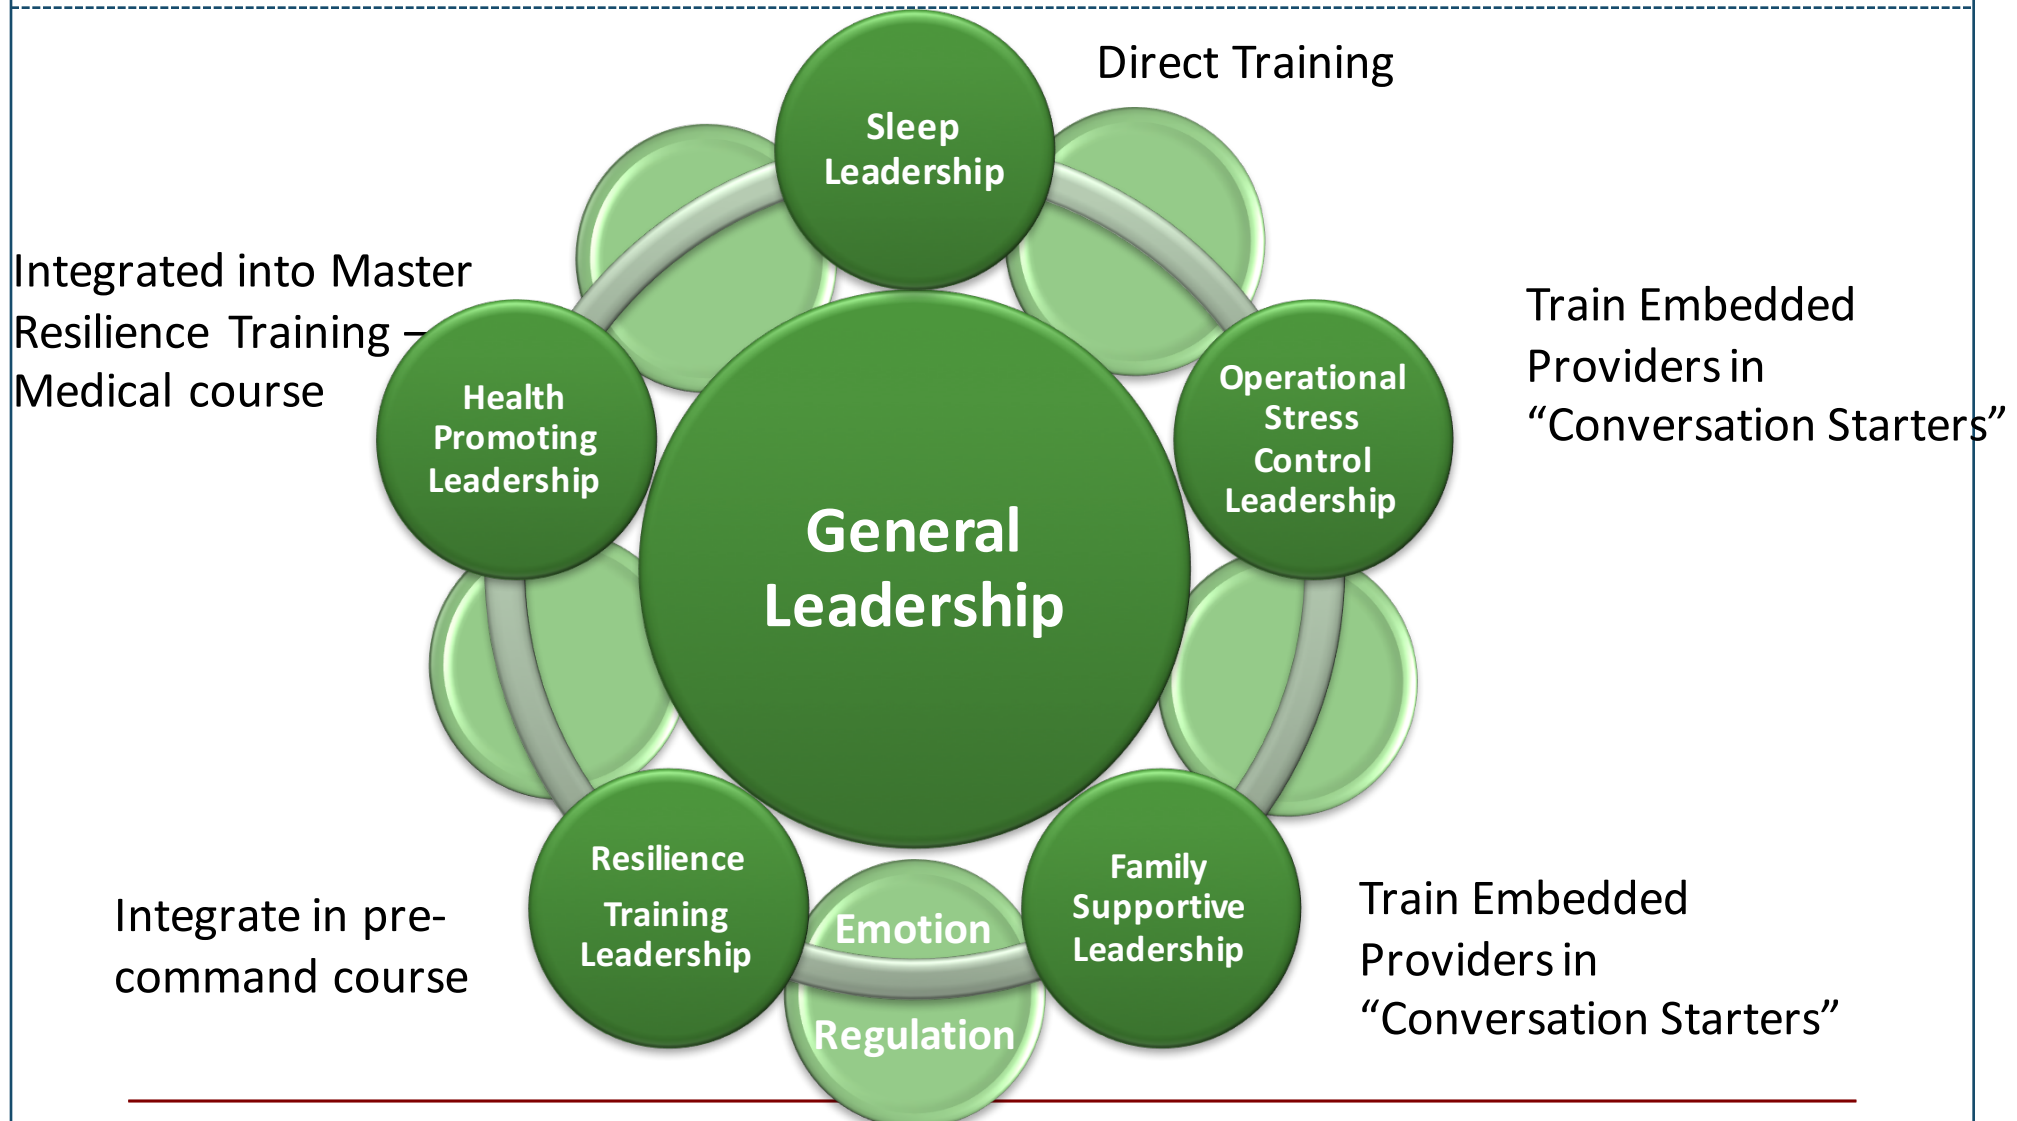 Direct Training
Sleep
Leadership
Integrated into Master
Resilience Training –
Medical course
Train Embedded
Providers in
“Conversation Starters”
Health
Promoting
Leadership
Operational
Stress
Control
Leadership
General
Leadership
Resilience
Training
Leadership
Emotion
Regulation
Family
Supportive
Leadership
Integrate in pre-
command course
Train Embedded
Providers in
“Conversation Starters”